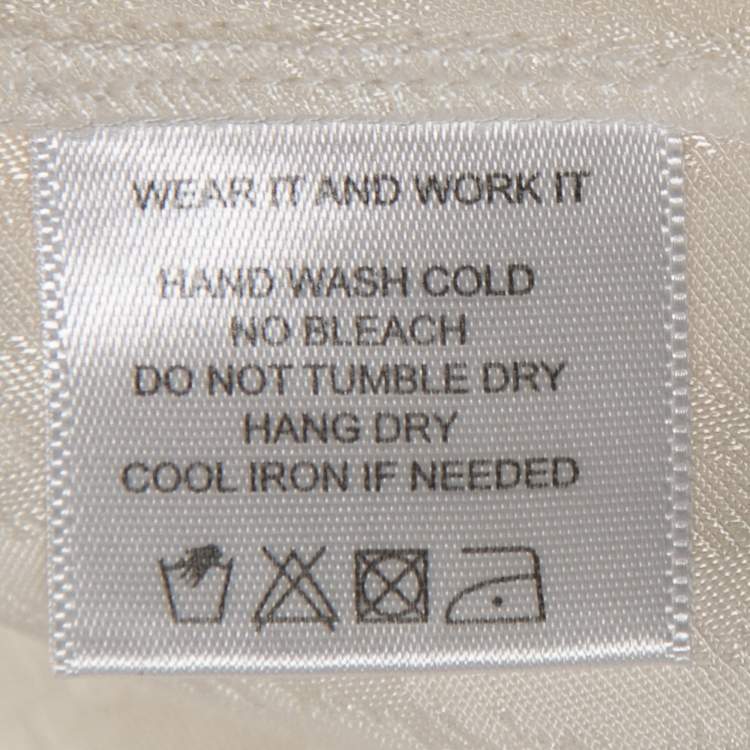 WEAR IT AND WORK IT
HAND WASH COLD
NO BLEACH
DO NOT TUMBLE DRY
HANG DRY
COOL IRON IF NEEDED